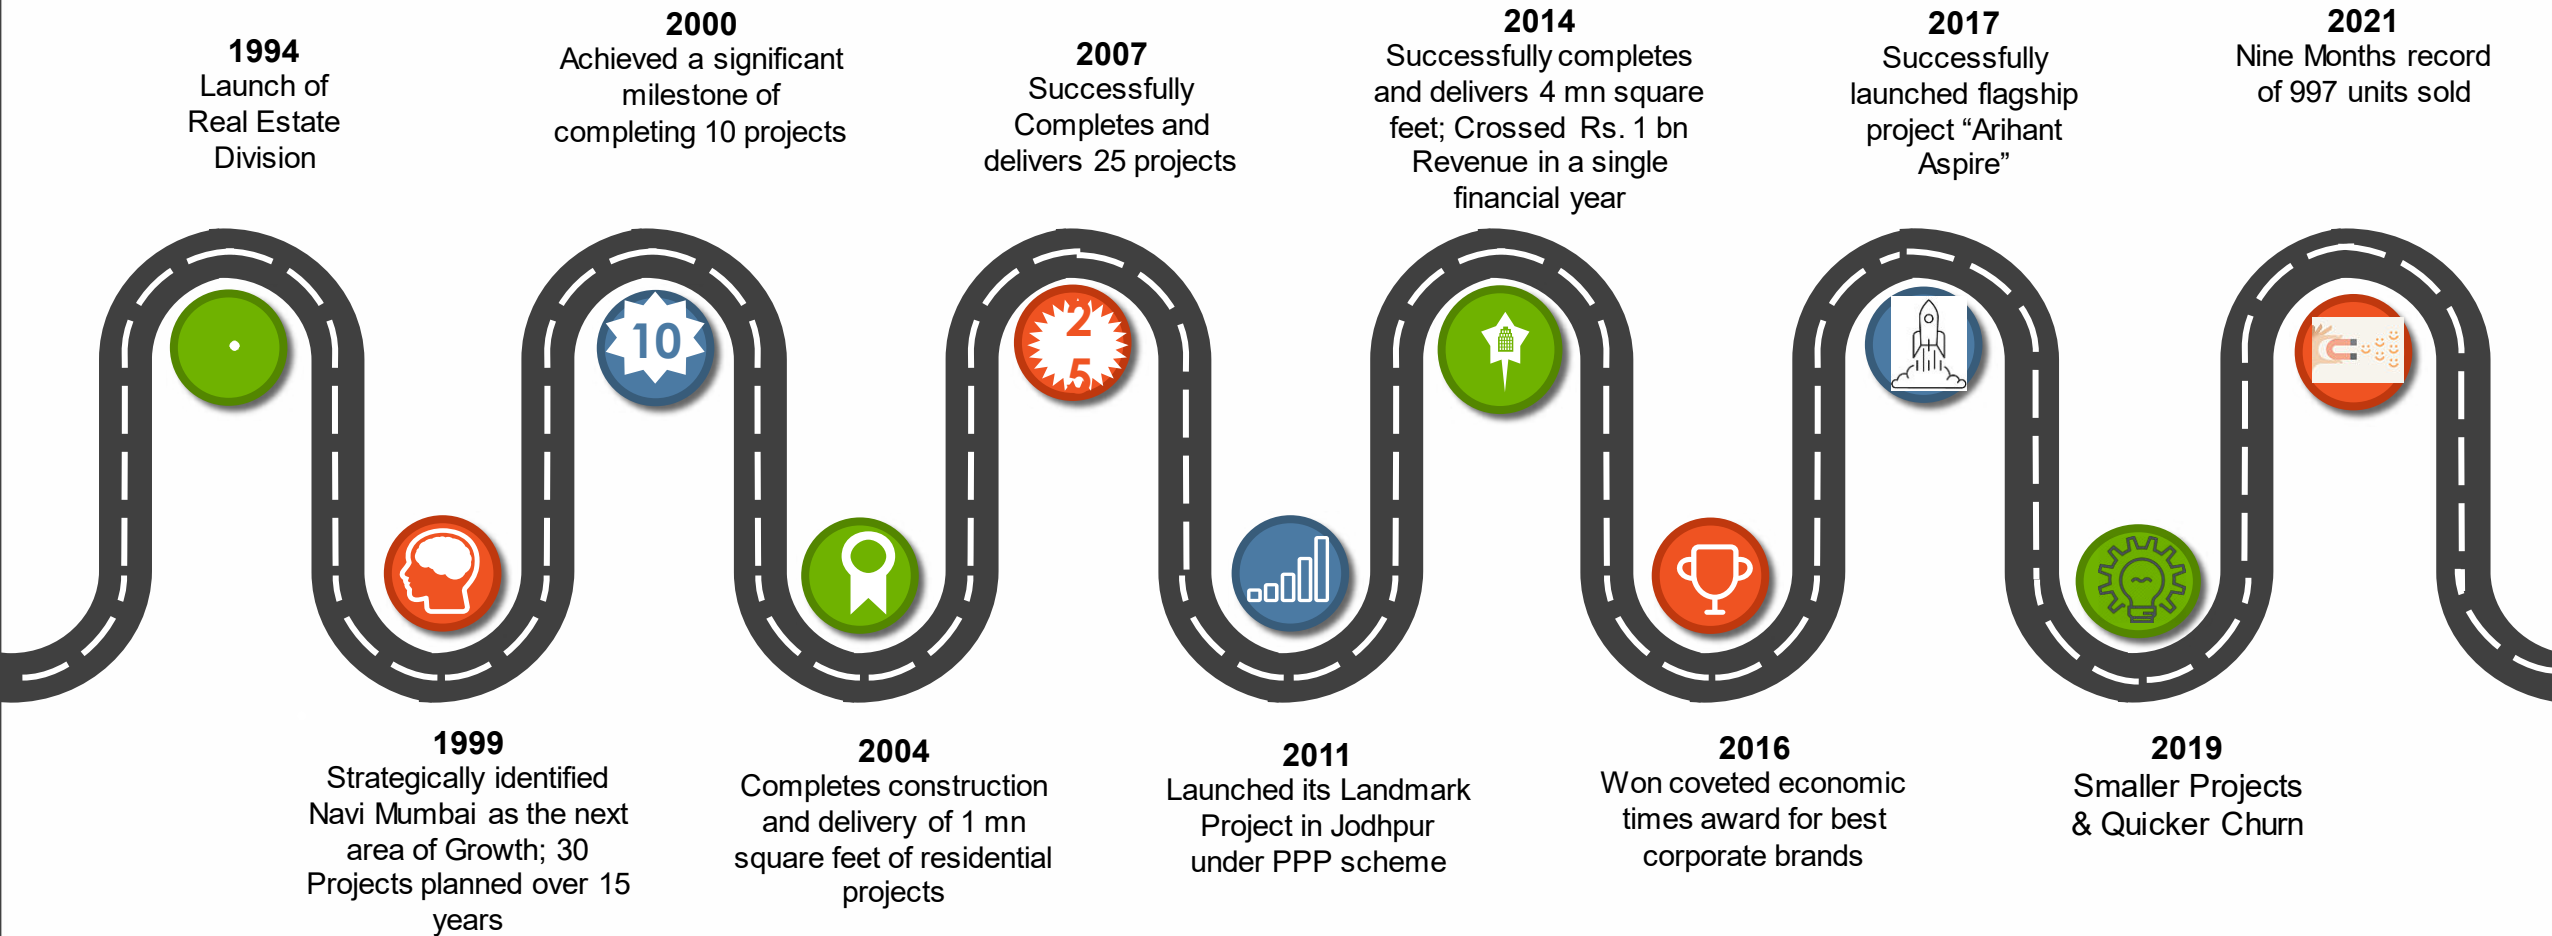 1994
Launch of
Real Estate
Division
2000
Achieved a significant
milestone of
completing 10 projects
2007
Successfully
Completes and
delivers 25 projects
2014
Successfully completes
and delivers 4 mn square
feet; Crossed Rs. 1 bn
Revenue in a single
financial year
2017
Successfully
launched flagship
project “Arihant
Aspire”
2021
Nine Months record
of 997 units sold
10
2
5
1999
Strategically identified
Navi Mumbai as the next
area of Growth; 30
Projects planned over 15
years
2004
Completes construction
and delivery of 1 mn
square feet of residential
projects
2011
Launched its Landmark
Project in Jodhpur
under PPP scheme
2016
Won coveted economic
times award for best
corporate brands
2019
Smaller Projects
& Quicker Churn